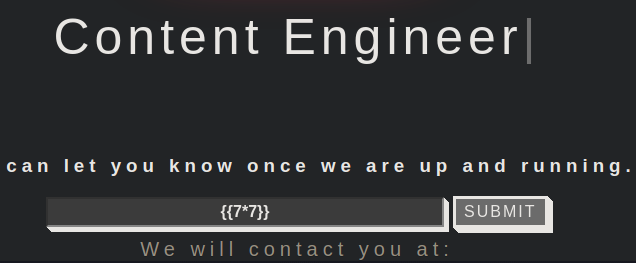 Content Engineer
can let you know once we are up and running.
{{7*7}}
SUBMIT
We will contact you at: